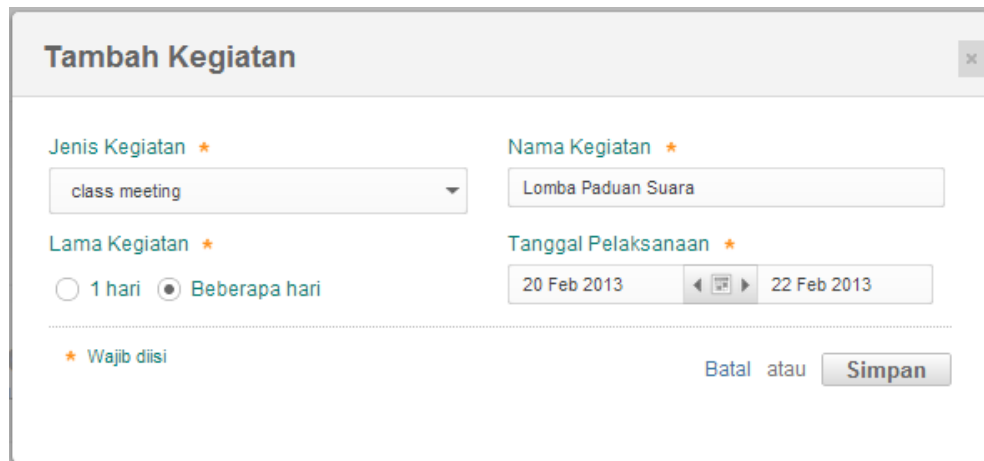 Tambah Kegiatan
Jenis Kegiatan *
Nama Kegiatan *
class meeting
Lomba Paduan Suara
Lama Kegiatan *
Tanggal Pelaksanaan *
1 hari
Beberapa hari
20 Feb 2013
22 Feb 2013
* Wajib diisi
Batal atau Simpan